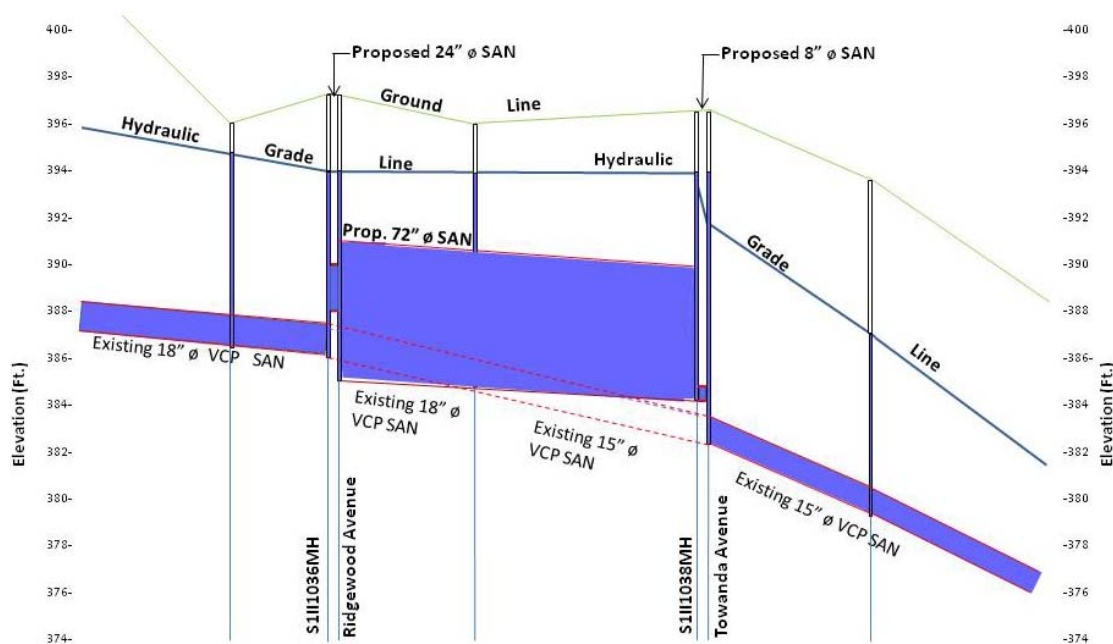 400-
398-
396-
394-
392-
390-
388-
386-
384-
382-
380-
378-
376-
374-
Elevation (Ft.)
Proposed 24” ø SAN
Proposed 8” ø SAN
Ground Line
Hydraulic Grade Line
Hydraulic Grade Line
Prop. 72” ø SAN
Existing 18” ø VCP SAN
Existing 18” ø
VCP SAN
Existing 15” ø
VCP SAN
Existing 15” ø VCP SAN
S1II1036MH
Ridgewood Avenue
S1II1038MH
Towanda Avenue
-400
-398
-396
-394
-392
-390
-388
-386
-384
-382
-380
-378
-376
-374
Elevation (Ft.)